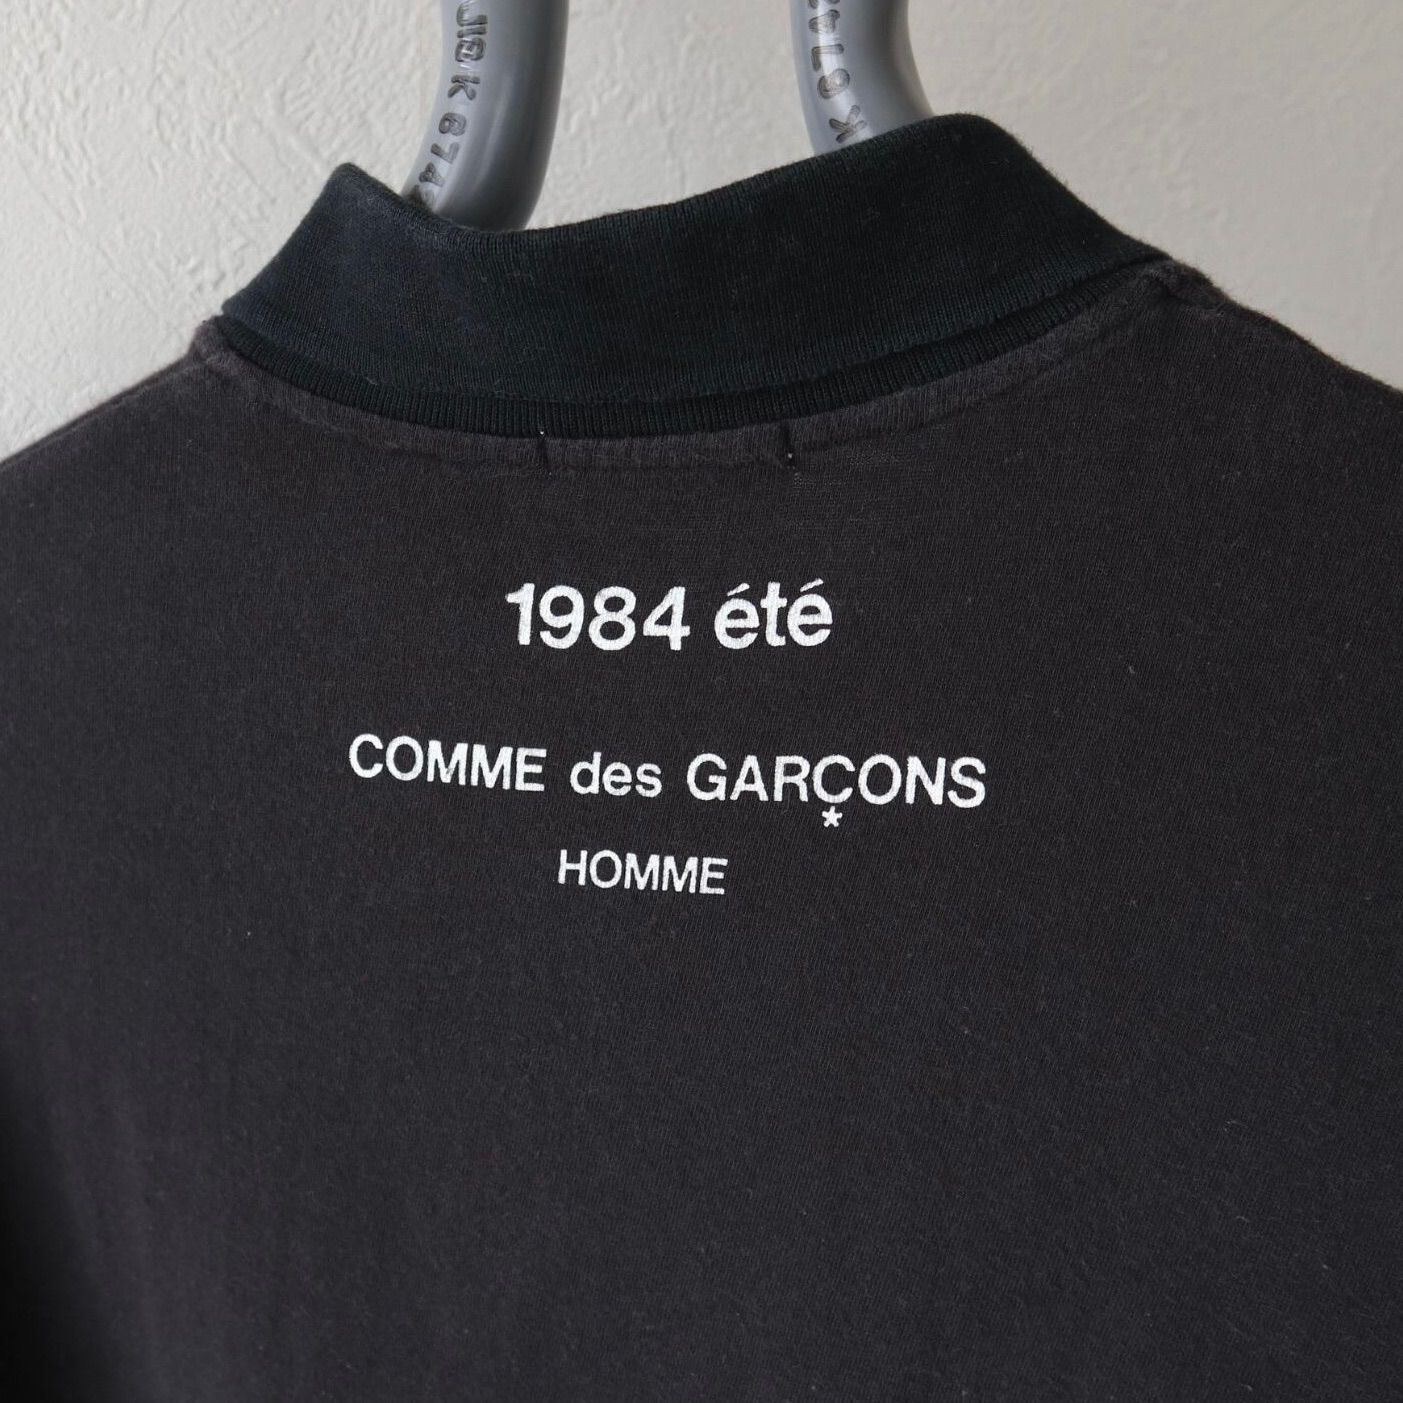 1984 été
COMME des GARÇONS
HOMME